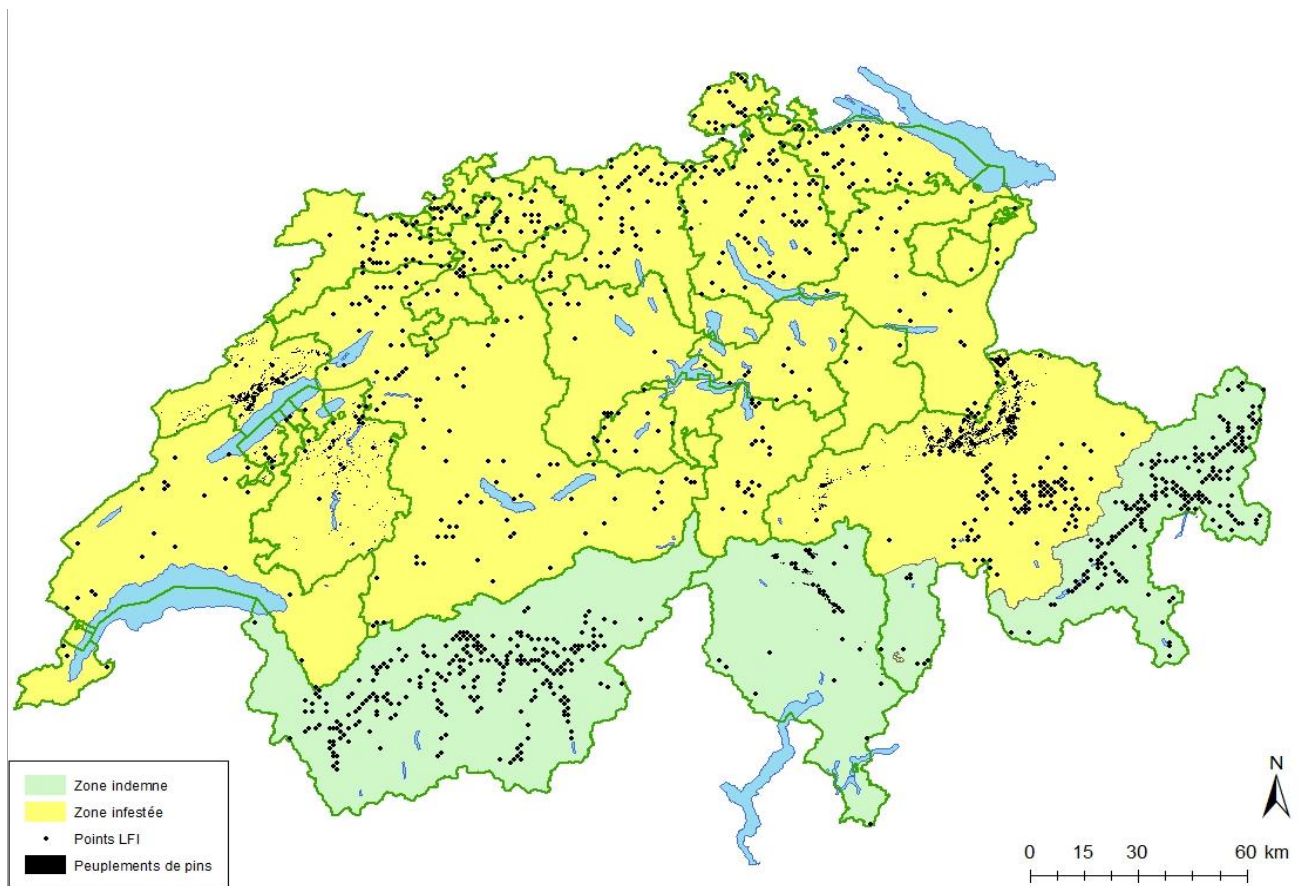 Zone indemne
Zone infestée
Points LFI
Peuplements de pins
N
0 15 30 60 km